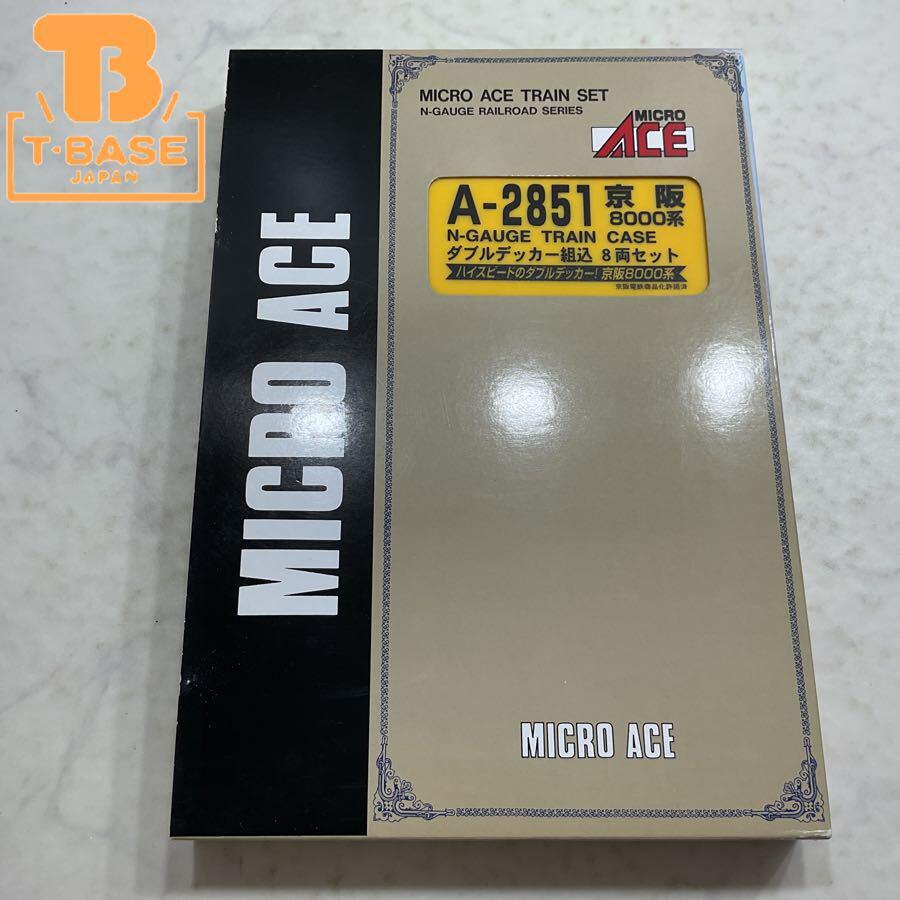 B
T·BASE
JAPAN
MICRO ACE TRAIN SET
N-GAUGE RAILROAD SERIES
MICRO
ACE
A-2851 京阪 8000系
N-GAUGE TRAIN CASE
ダブルデッカー組込 8両セット
ハイスピードのダブルデッカー!京阪8000系
京阪電鉄商品化許諾済
MICRO ACE
MICRO ACE